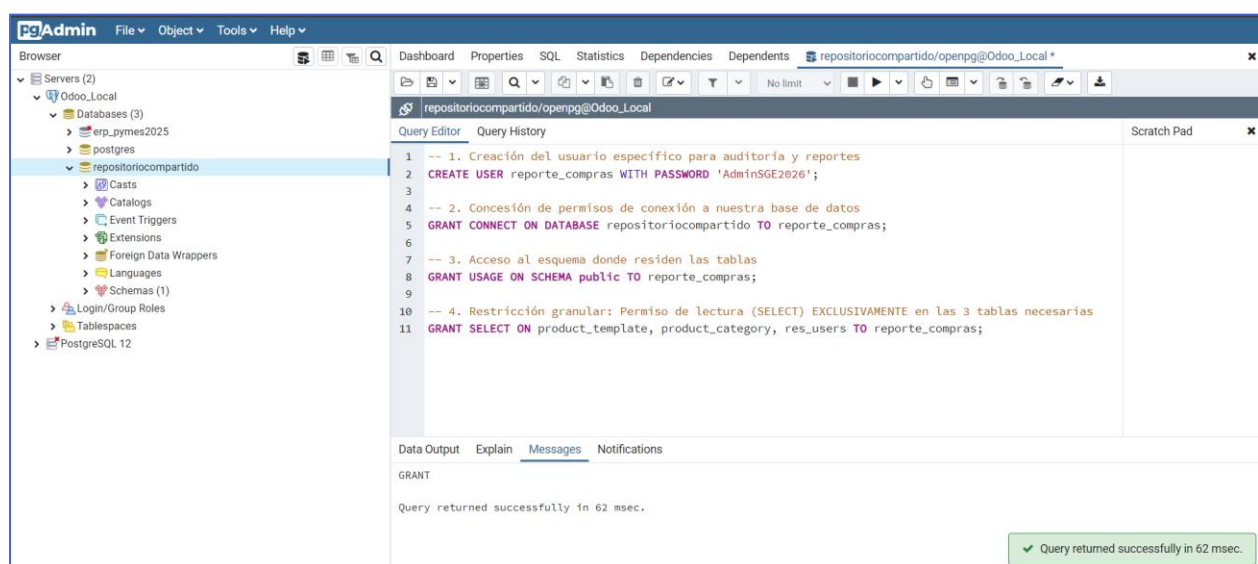 pgAdmin File Object Tools Help
Browser
Servers (2)
Odoo_Local
Databases (3)
erp_pymes2025
postgres
repositoriocompartido
Casts
Catalogs
Event Triggers
Extensions
Foreign Data Wrappers
Languages
Schemas (1)
Login/Group Roles
Tablespaces
PostgreSQL 12
Dashboard Properties SQL Statistics Dependencies Dependents repositoriocompartido/openpg@Odoo_Local *
No limit
repositoriocompartido/openpg@Odoo_Local
Query Editor Query History
Scratch Pad
1 -- 1. Creación del usuario específico para auditoría y reportes
2 CREATE USER reporte_compras WITH PASSWORD 'AdminSGE2026';
3
4 -- 2. Concesión de permisos de conexión a nuestra base de datos
5 GRANT CONNECT ON DATABASE repositoriocompartido TO reporte_compras;
6
7 -- 3. Acceso al esquema donde residen las tablas
8 GRANT USAGE ON SCHEMA public TO reporte_compras;
9
10 -- 4. Restricción granular: Permiso de lectura (SELECT) EXCLUSIVAMENTE en las 3 tablas necesarias
11 GRANT SELECT ON product_template, product_category, res_users TO reporte_compras;
Data Output Explain Messages Notifications
GRANT
Query returned successfully in 62 msec.
Query returned successfully in 62 msec.